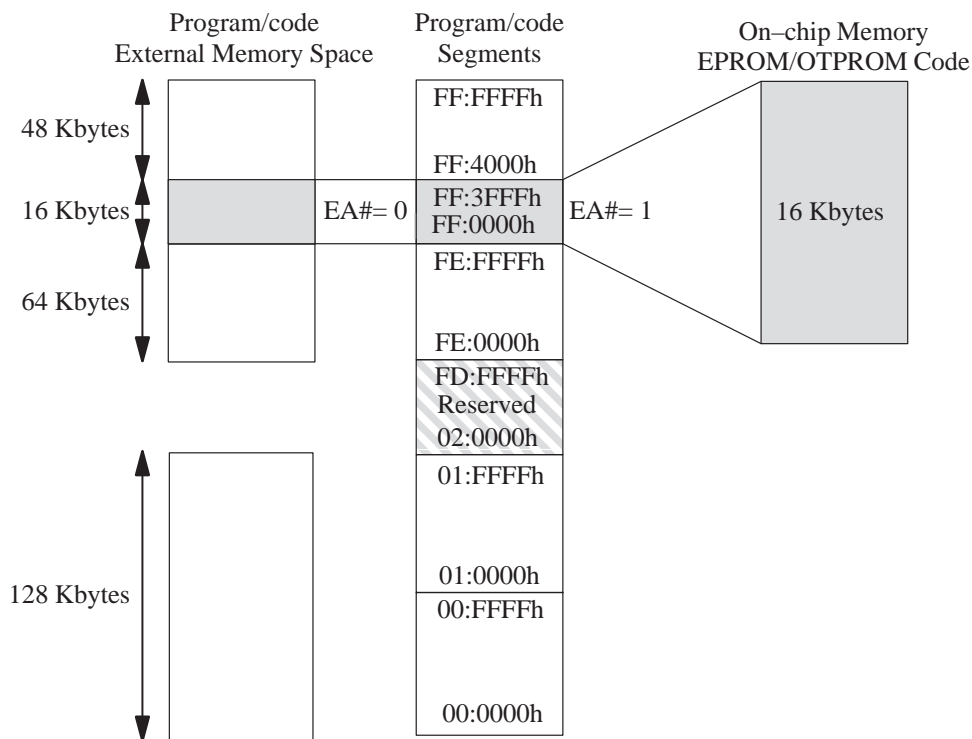 Program/code
External Memory Space
Program/code
Segments
On–chip Memory
EPROM/OTPROM Code
48 Kbytes
16 Kbytes
64 Kbytes
128 Kbytes
EA#= 0
FF:FFFFh
FF:4000h
FF:3FFFh
FF:0000h
FE:FFFFh
FE:0000h
FD:FFFFh
Reserved
02:0000h
01:FFFFh
01:0000h
00:FFFFh
00:0000h
EA#= 1
16 Kbytes